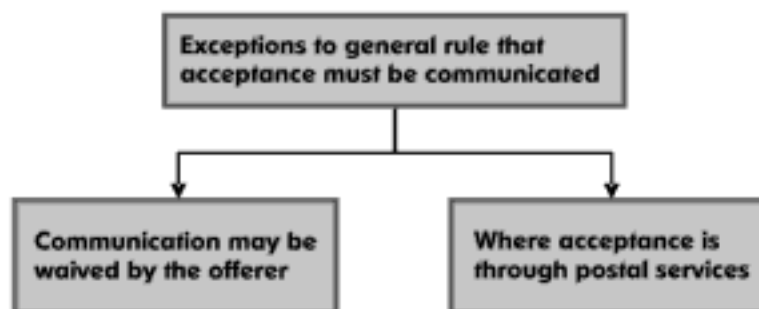 Exceptions to general rule that
acceptance must be communicated
Communication may be
waived by the offerer
Where acceptance is
through postal services